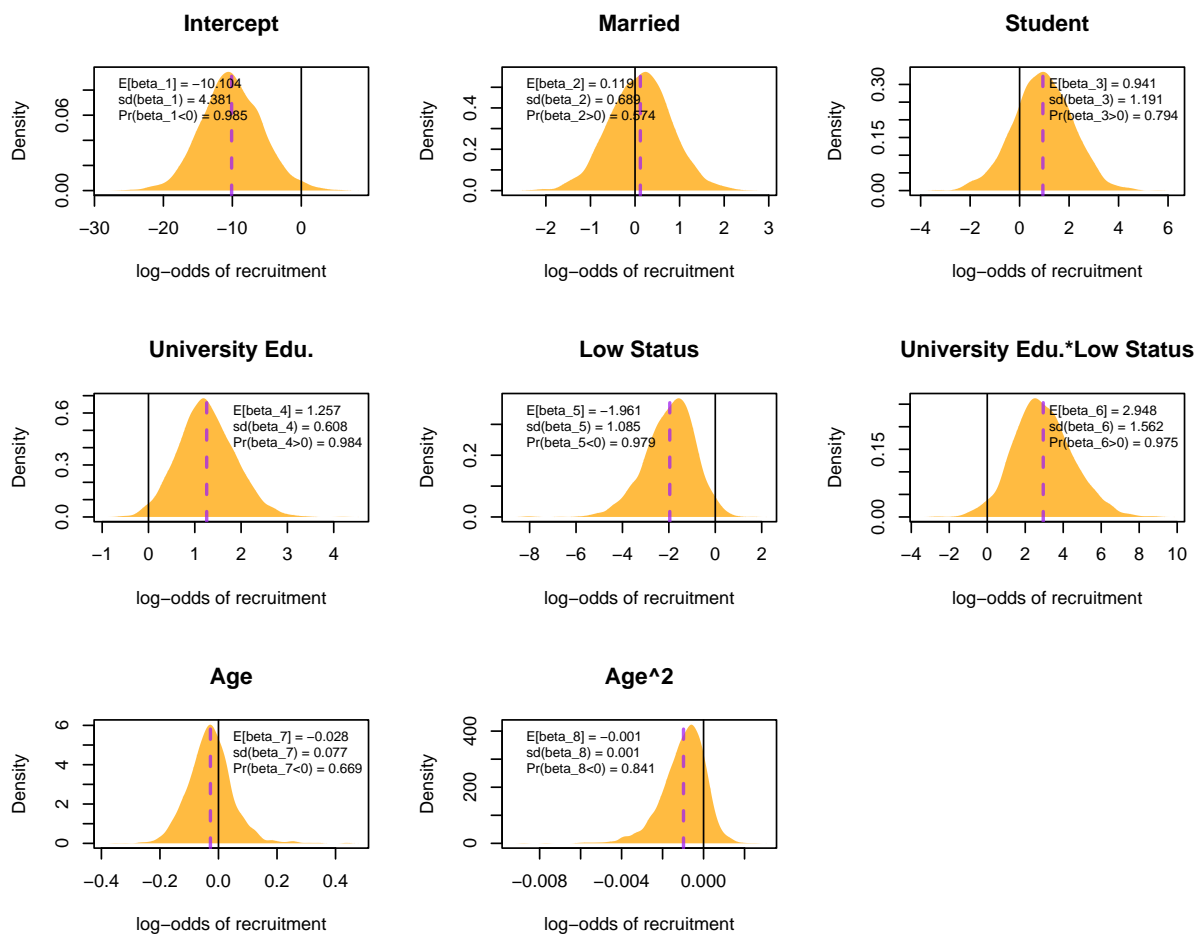 Intercept
E[beta_1] = −10.104
sd(beta_1) = 4.381
Pr(beta_1<0) = 0.985
Density
0.00
0.06
−30
−20
−10
0
log−odds of recruitment
Married
E[beta_2] = 0.119
sd(beta_2) = 0.689
Pr(beta_2>0) = 0.574
Density
0.0
0.2
0.4
−2
−1
0
1
2
3
log−odds of recruitment
Student
E[beta_3] = 0.941
sd(beta_3) = 1.191
Pr(beta_3>0) = 0.794
Density
0.00
0.15
0.30
−4
−2
0
2
4
6
log−odds of recruitment
University Edu.
E[beta_4] = 1.257
sd(beta_4) = 0.608
Pr(beta_4>0) = 0.984
Density
0.0
0.3
0.6
−1
0
1
2
3
4
log−odds of recruitment
Low Status
E[beta_5] = −1.961
sd(beta_5) = 1.085
Pr(beta_5<0) = 0.979
Density
0.0
0.2
−8
−6
−4
−2
0
2
log−odds of recruitment
University Edu.*Low Status
E[beta_6] = 2.948
sd(beta_6) = 1.562
Pr(beta_6>0) = 0.975
Density
0.00
0.15
−4
−2
0
2
4
6
8
10
log−odds of recruitment
Age
E[beta_7] = −0.028
sd(beta_7) = 0.077
Pr(beta_7<0) = 0.669
Density
0
2
4
6
−0.4
−0.2
0.0
0.2
0.4
log−odds of recruitment
Age^2
E[beta_8] = −0.001
sd(beta_8) = 0.001
Pr(beta_8<0) = 0.841
Density
0
200
400
−0.008
−0.004
0.000
log−odds of recruitment